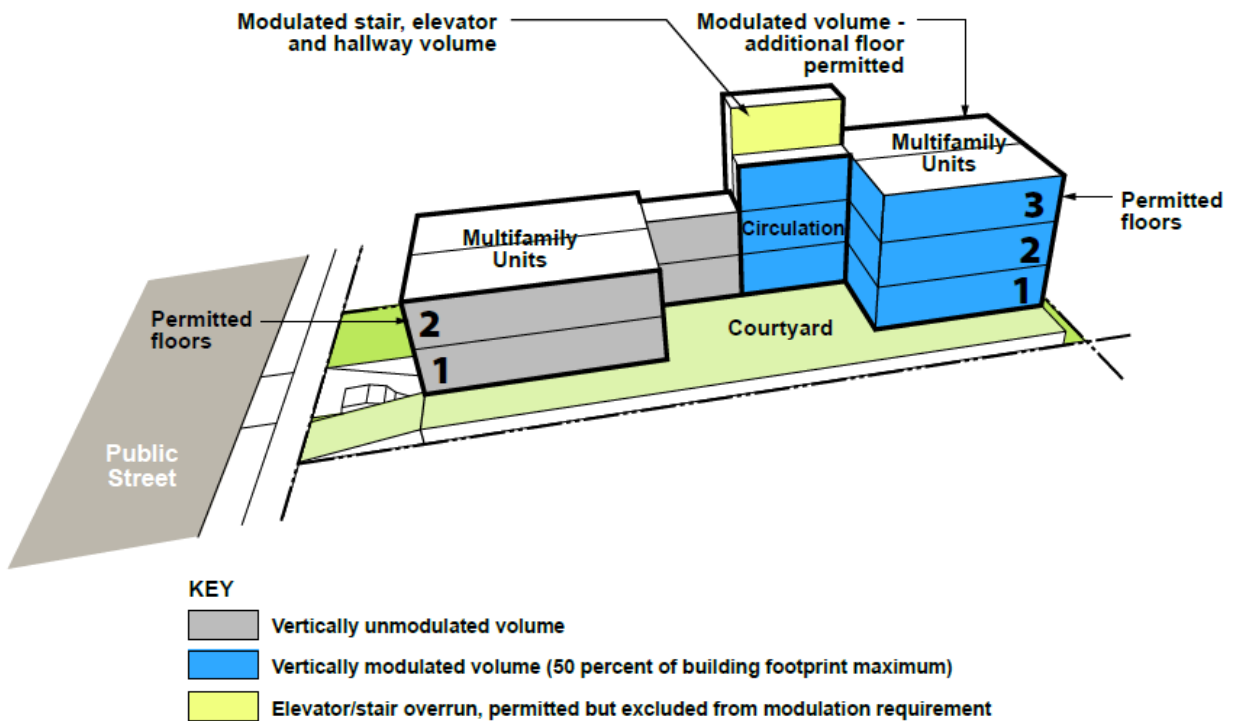 Modulated stair, elevator
and hallway volume
Modulated volume -
additional floor
permitted
Multifamily
Units
3
2
1
Permitted
floors
Circulation
Multifamily
Units
Permitted
floors
2
1
Courtyard
Public
Street
KEY
Vertically unmodulated volume
Vertically modulated volume (50 percent of building footprint maximum)
Elevator/stair overrun, permitted but excluded from modulation requirement